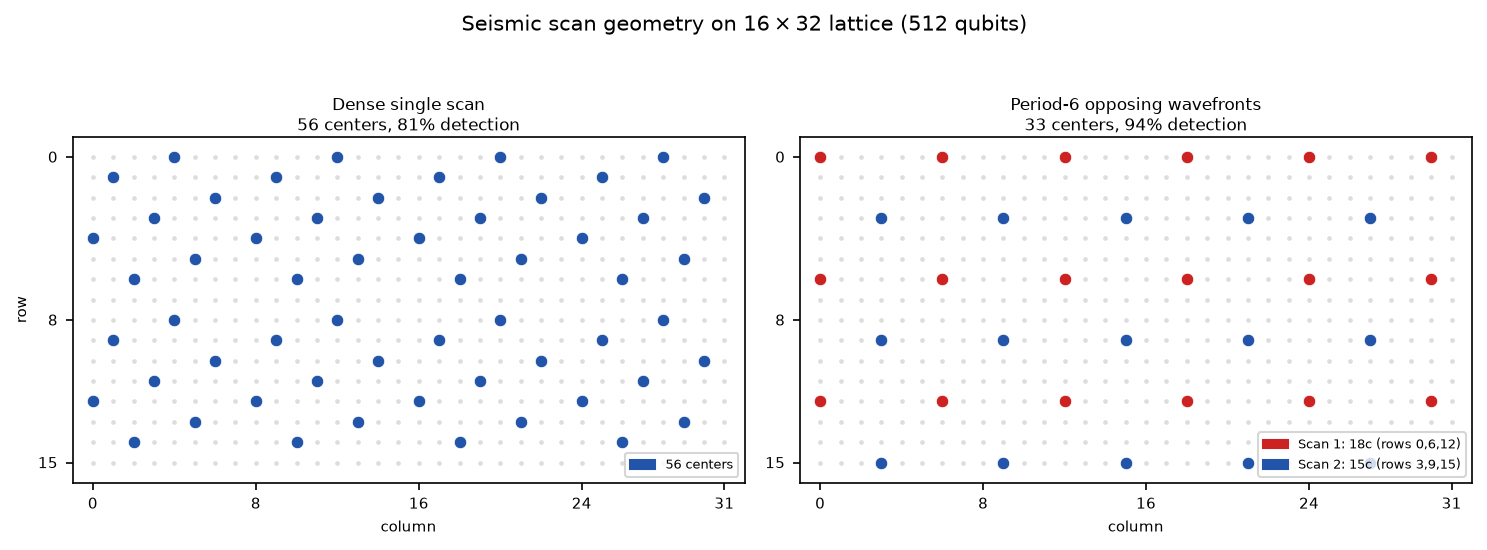 Seismic scan geometry on 16 × 32 lattice (512 qubits)
Dense single scan
56 centers, 81% detection
0
8
15
row
0
8
16
24
31
column
56 centers
Period-6 opposing wavefronts
33 centers, 94% detection
0
8
15
0
8
16
24
31
column
Scan 1: 18c (rows 0,6,12)
Scan 2: 15c (rows 3,9,15)